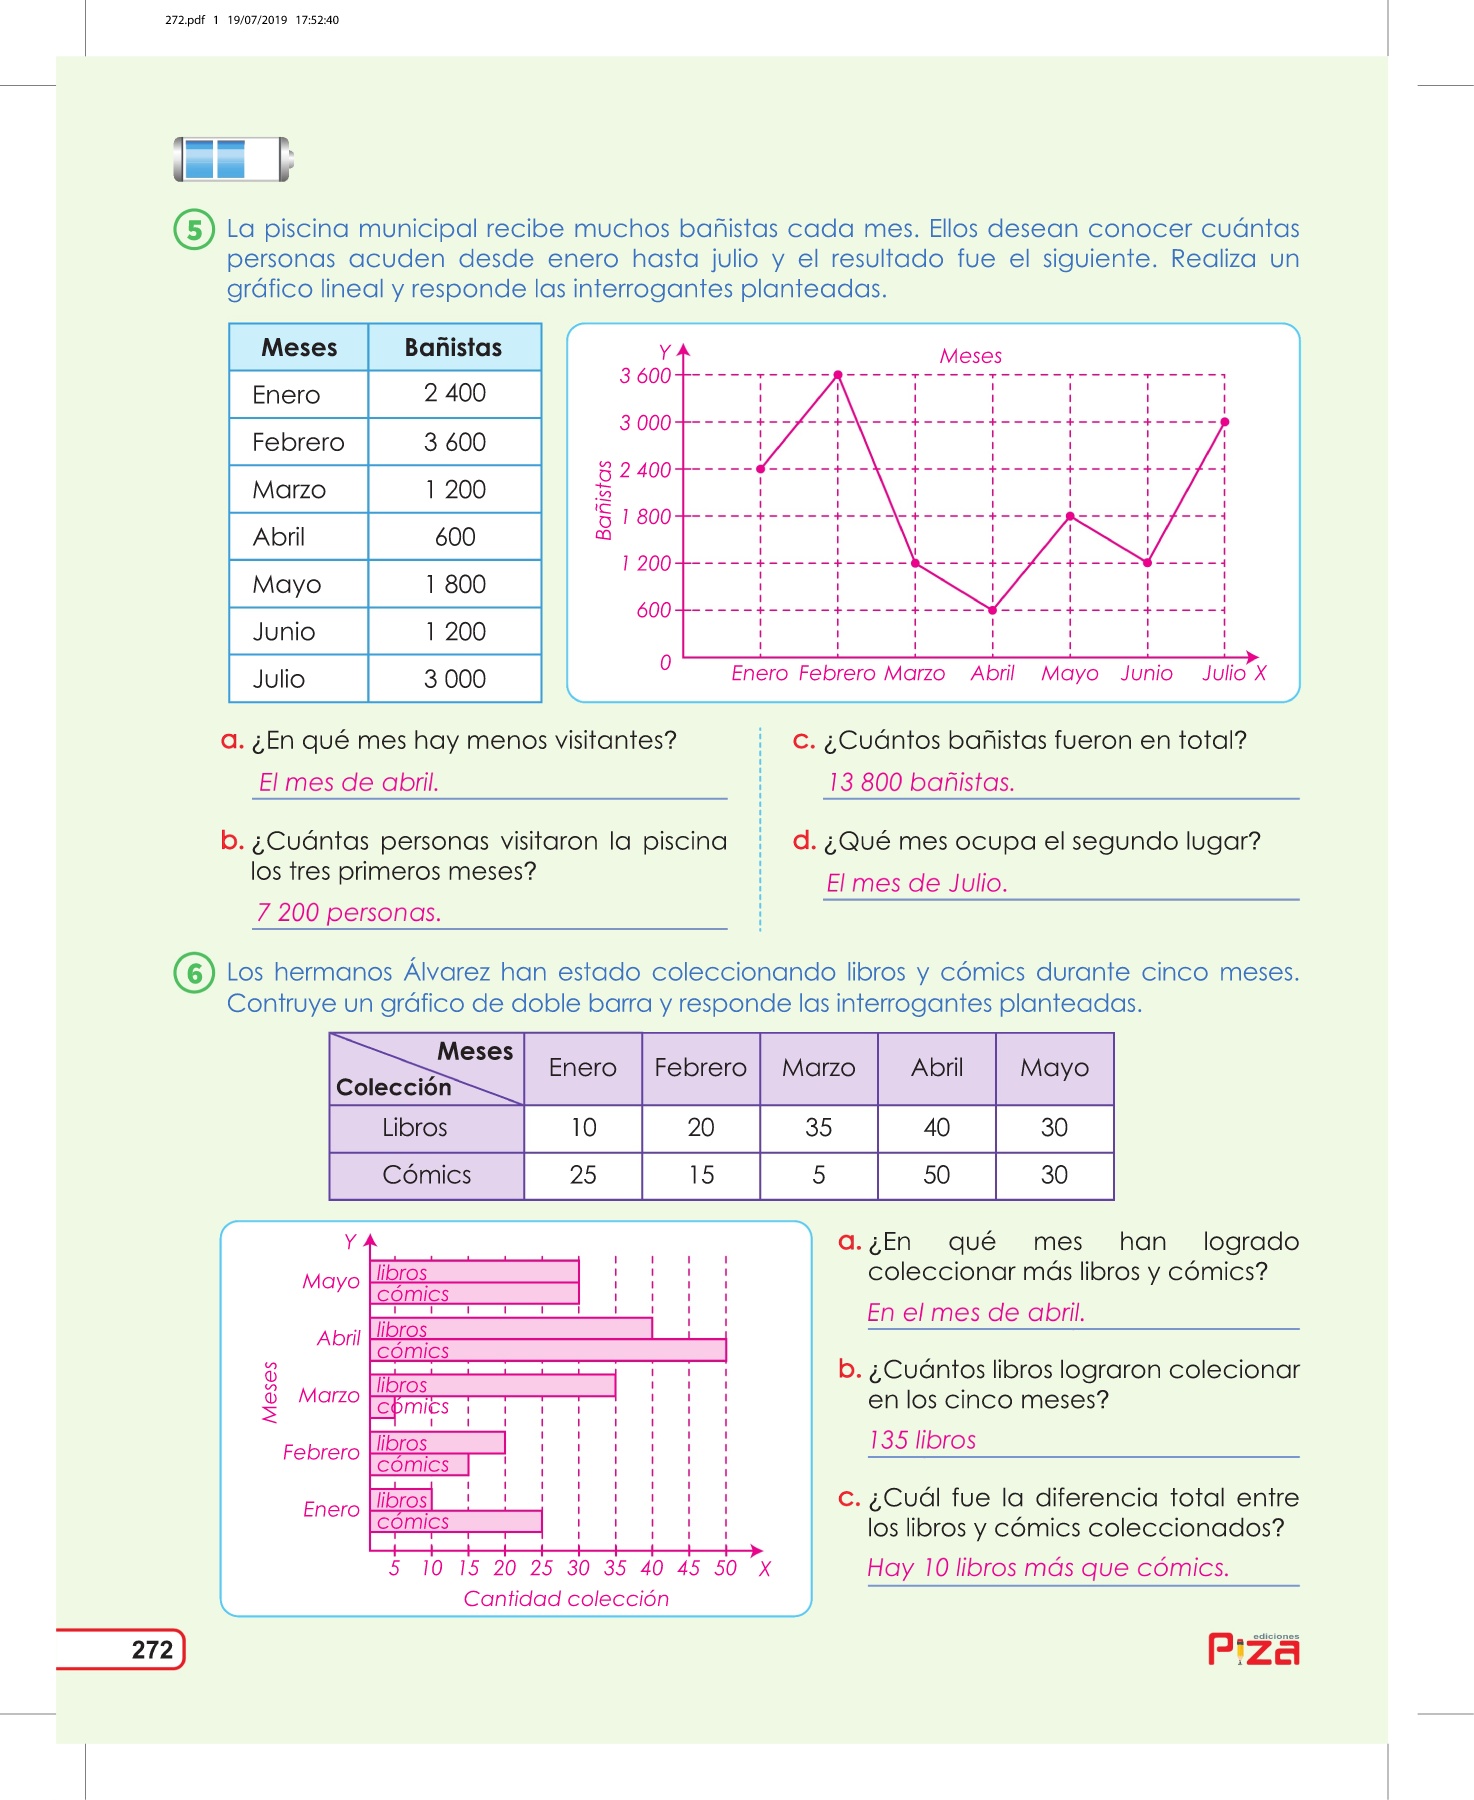 272.pdf 1 19/07/2019 17:52:40
5 La piscina municipal recibe muchos bañistas cada mes. Ellos desean conocer cuántas
personas acuden desde enero hasta julio y el resultado fue el siguiente. Realiza un
gráfico lineal y responde las interrogantes planteadas.
Meses Bañistas
Enero 2 400
Febrero 3 600
Marzo 1 200
Abril 600
Mayo 1 800
Junio 1 200
Julio 3 000
Y
Meses
3 600
3 000
2 400
1 800
1 200
600
0
Bañistas
Enero Febrero Marzo Abril Mayo Junio Julio X
a. ¿En qué mes hay menos visitantes?
El mes de abril.
b. ¿Cuántas personas visitaron la piscina
los tres primeros meses?
7 200 personas.
c. ¿Cuántos bañistas fueron en total?
13 800 bañistas.
d. ¿Qué mes ocupa el segundo lugar?
El mes de Julio.
6 Los hermanos Álvarez han estado coleccionando libros y cómics durante cinco meses.
Contruye un gráfico de doble barra y responde las interrogantes planteadas.
Meses
Colección
Enero Febrero Marzo Abril Mayo
Libros 10 20 35 40 30
Cómics 25 15 5 50 30
Y
Meses
Mayo libros
cómics
Abril libros
cómics
Marzo libros
cómics
Febrero libros
cómics
Enero libros
cómics
5 10 15 20 25 30 35 40 45 50 X
Cantidad colección
a. ¿En qué mes han logrado
coleccionar más libros y cómics?
En el mes de abril.
b. ¿Cuántos libros lograron colecionar
en los cinco meses?
135 libros
c. ¿Cuál fue la diferencia total entre
los libros y cómics coleccionados?
Hay 10 libros más que cómics.
272
ediciones
Piza